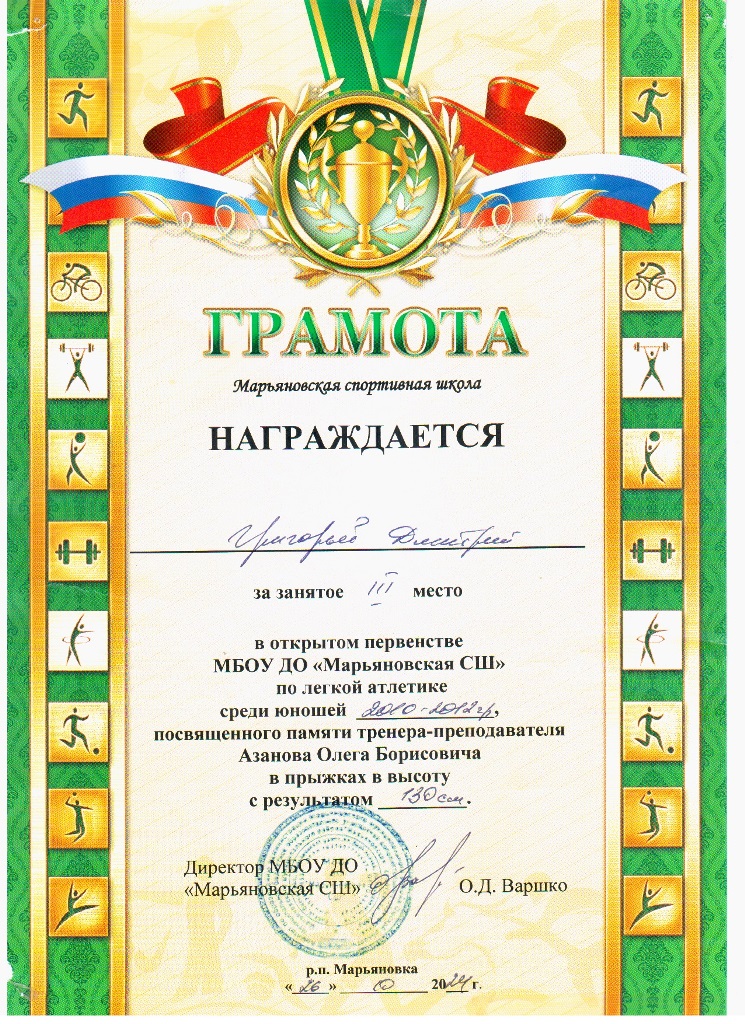 ГРАМОТА
Марьяновская спортивная школа
НАГРАЖДАЕТСЯ
Григорьев Дмитрий
за занятое III место
в открытом первенстве
МБОУ ДО «Марьяновская СШ»
по легкой атлетике
среди юношей 2010-2012гр,
посвященного памяти тренера-преподавателя
Азанова Олега Борисовича
в прыжках в высоту
с результатом 130 см.
Директор МБОУ ДО
«Марьяновская СШ» О.Д. Варшко
р.п. Марьяновка
«26» 2024 г.